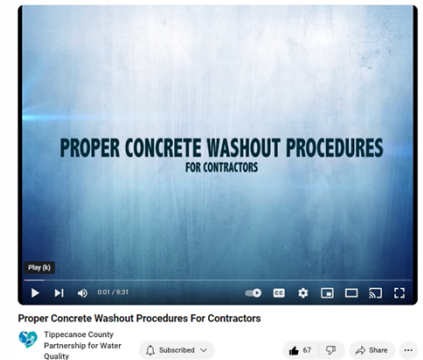 PROPER CONCRETE WASHOUT PROCEDURES
FOR CONTRACTORS
Play (k)
0:01 / 9:31
CC
Proper Concrete Washout Procedures For Contractors
Tippecanoe County
Partnership for Water
Quality
Subscribed
67
Share